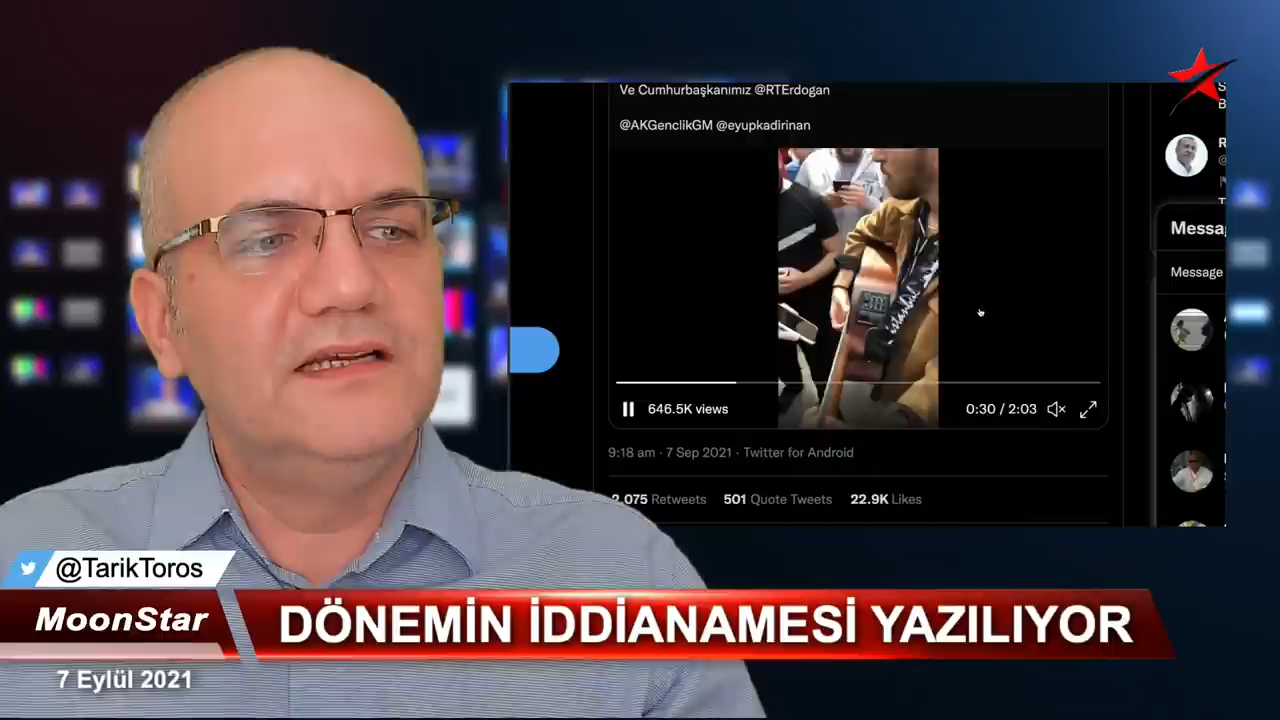 Ve Cumhurbaşkanımız @RTErdogan
@AKGenclikGM @eyupkadirinan
istanbul
646.5K views
0:30 / 2:03
9:18 am · 7 Sep 2021 · Twitter for Android
2,075 Retweets 501 Quote Tweets 22.9K Likes
Messa
Message
@TarikToros
MoonStar
DÖNEMİN İDDİANAMESİ YAZILIYOR
7 Eylül 2021